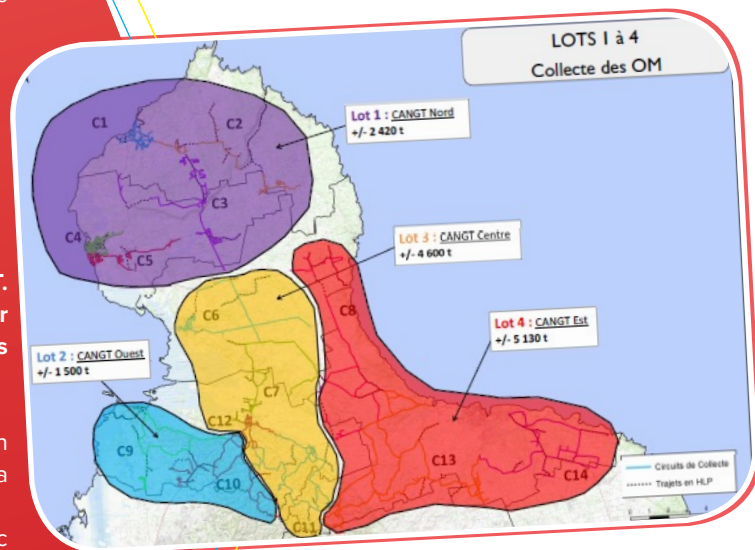 LOTS 1 à 4
Collecte des OM
Lot 1 : CANGT Nord
+/- 2 420 t
C1
C2
C3
C4
C5
Lot 3 : CANGT Centre
+/- 4 600 t
C6
C8
Lot 4 : CANGT Est
+/- 5 130 t
Lot 2 : CANGT Ouest
+/- 1 500 t
C7
C12
C9
C10
C13
C14
C11
Circuits de Collecte
Trajets en HLP
T.
r
s
n
a
c